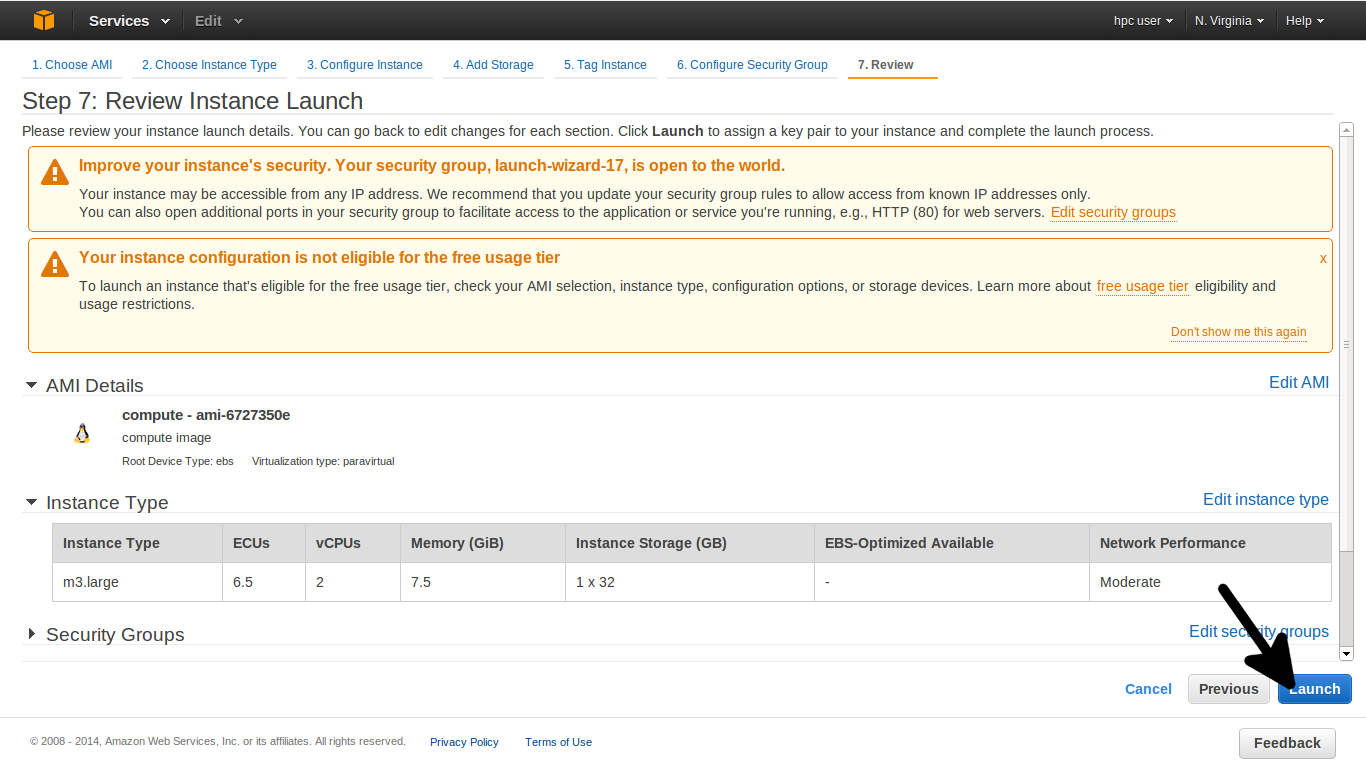 Services Edit hpc user N. Virginia Help
1. Choose AMI 2. Choose Instance Type 3. Configure Instance 4. Add Storage 5. Tag Instance 6. Configure Security Group 7. Review
Step 7: Review Instance Launch
Please review your instance launch details. You can go back to edit changes for each section. Click Launch to assign a key pair to your instance and complete the launch process.
Improve your instance's security. Your security group, launch-wizard-17, is open to the world.
Your instance may be accessible from any IP address. We recommend that you update your security group rules to allow access from known IP addresses only.
You can also open additional ports in your security group to facilitate access to the application or service you're running, e.g., HTTP (80) for web servers. Edit security groups
Your instance configuration is not eligible for the free usage tier x
To launch an instance that's eligible for the free usage tier, check your AMI selection, instance type, configuration options, or storage devices. Learn more about free usage tier eligibility and
usage restrictions.
Don't show me this again
AMI Details Edit AMI
compute - ami-6727350e
compute image
Root Device Type: ebs Virtualization type: paravirtual
Instance Type Edit instance type
Instance Type ECUs vCPUs Memory (GiB) Instance Storage (GB) EBS-Optimized Available Network Performance
m3.large 6.5 2 7.5 1 x 32 - Moderate
Security Groups Edit security groups
Cancel Previous Launch
© 2008 - 2014, Amazon Web Services, Inc. or its affiliates. All rights reserved. Privacy Policy Terms of Use Feedback